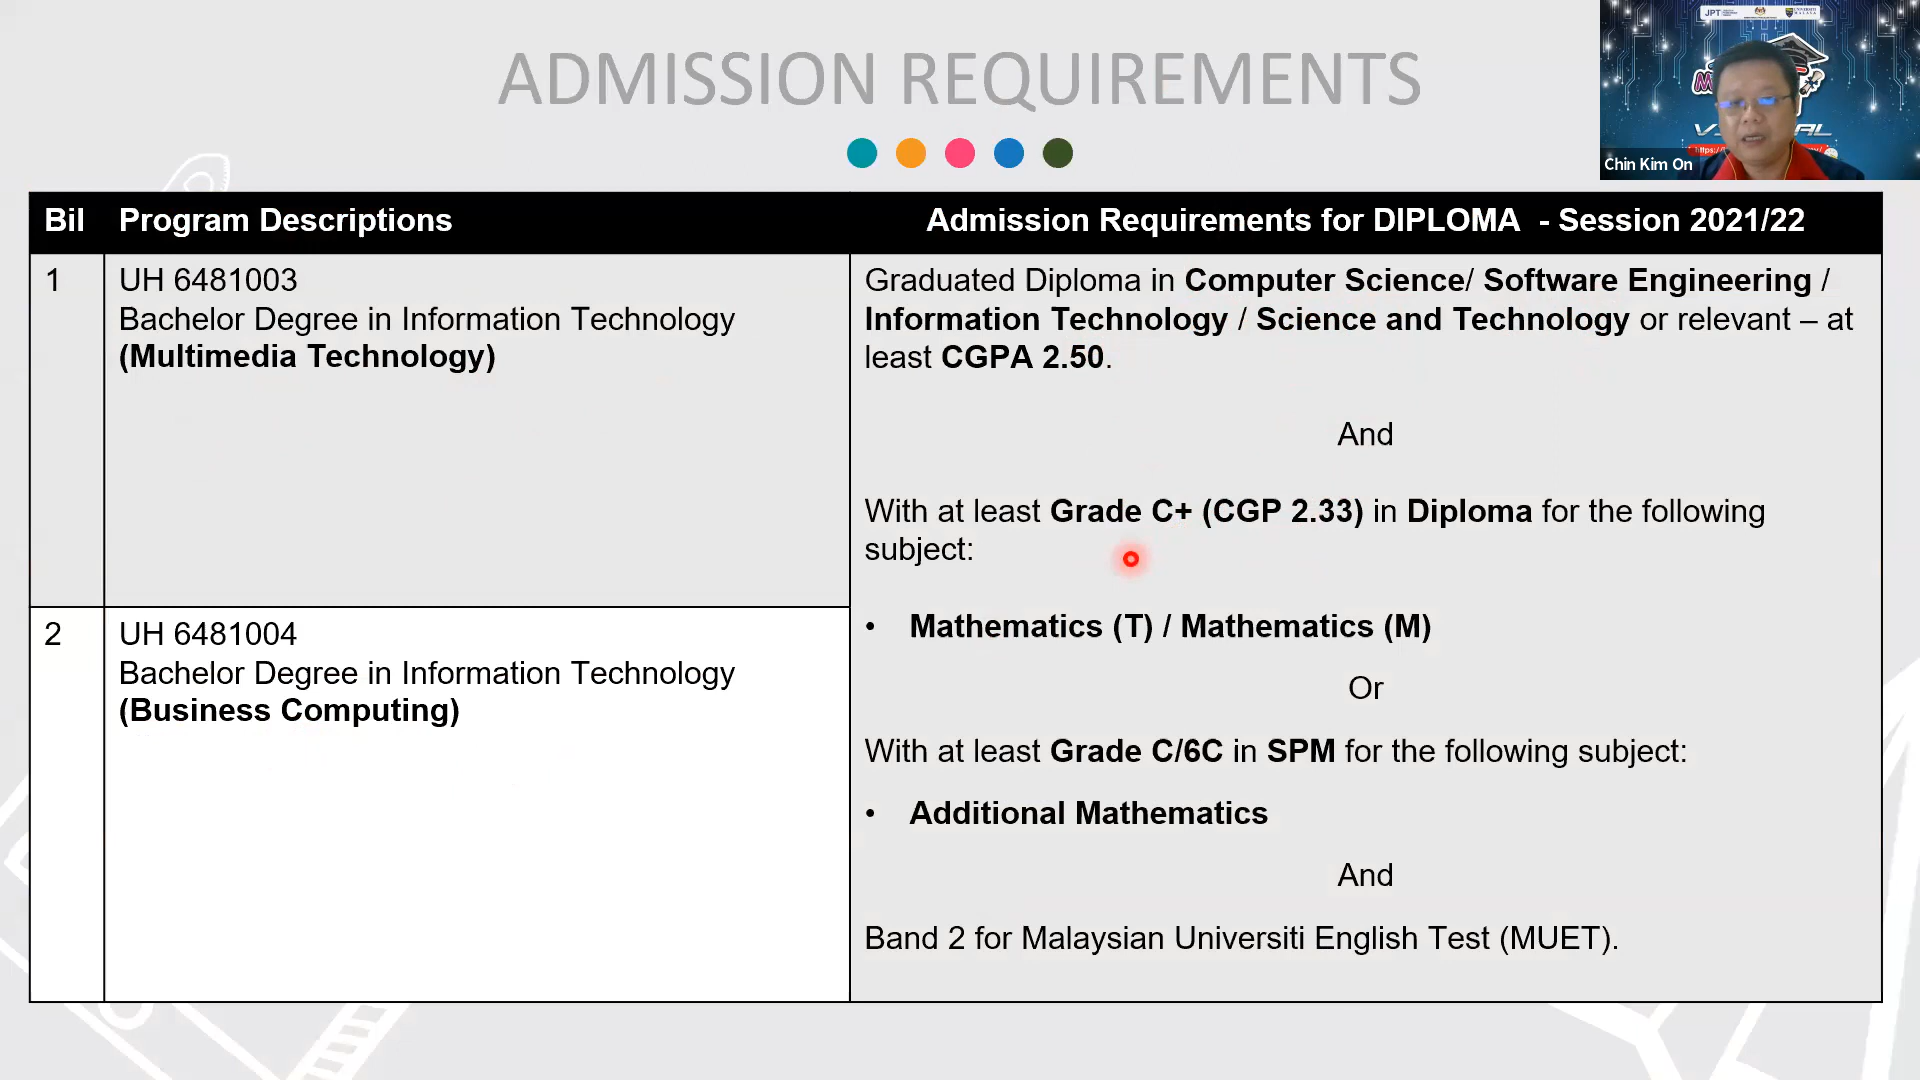 ADMISSION REQUIREMENTS
JPT
UNIVERSITI
MALAYA
Chin Kim On
Bil Program Descriptions Admission Requirements for DIPLOMA - Session 2021/22
1
UH 6481003
Bachelor Degree in Information Technology
(Multimedia Technology)
2
UH 6481004
Bachelor Degree in Information Technology
(Business Computing)
Graduated Diploma in Computer Science/ Software Engineering /
Information Technology / Science and Technology or relevant – at
least CGPA 2.50.
And
With at least Grade C+ (CGP 2.33) in Diploma for the following
subject:
• Mathematics (T) / Mathematics (M)
Or
With at least Grade C/6C in SPM for the following subject:
• Additional Mathematics
And
Band 2 for Malaysian Universiti English Test (MUET).